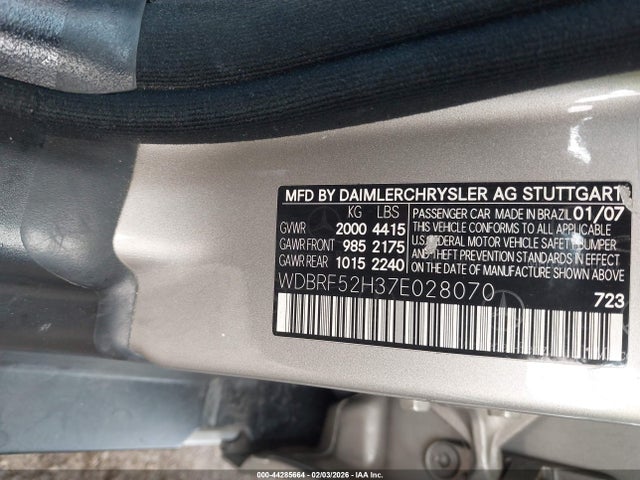 MFD BY DAIMLERCHRYSLER AG STUTTGART
KG LBS
GVWR 2000 4415
GAWR FRONT 985 2175
GAWR REAR 1015 2240
PASSENGER CAR MADE IN BRAZIL 01/07
THIS VEHICLE CONFORMS TO ALL APPLICABLE
U.S. FEDERAL MOTOR VEHICLE SAFETY, BUMPER
AND THEFT PREVENTION STANDARDS IN
EFFECT ON THE DATE OF MANUFACTURE SHOWN ABOVE
WDBRF52H37E028070
723
000-44285664 - 02/03/2026 - IAA Inc.